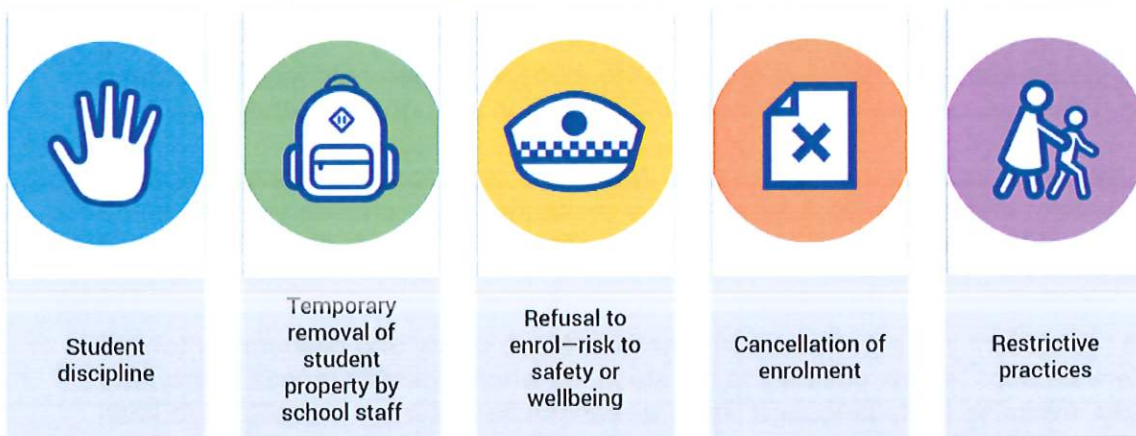 Student
discipline
Temporary
removal of
student
property by
school staff
Refusal to
enrol—risk to
safety or
wellbeing
Cancellation of
enrolment
Restrictive
practices